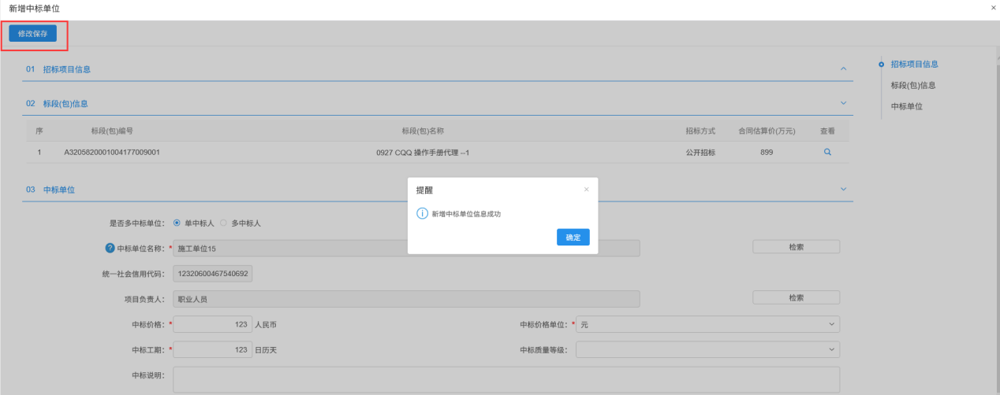 新增中标单位
修改保存
01 招标项目信息
招标项目信息
标段(包)信息
中标单位
02 标段(包)信息
序 标段(包)编号 标段(包)名称 招标方式 合同估算价(万元) 查看
1 A3205820001004177009001 0927 CQQ 操作手册代理 --1 公开招标 899
03 中标单位
提醒
新增中标单位信息成功
确定
是否多中标单位: 单中标人 多中标人
中标单位名称: * 施工单位15 检索
统一社会信用代码: 12320600467540692
项目负责人: 职业人员 检索
中标价格: * 123 人民币 中标价格单位: * 元
中标工期: * 123 日历天 中标质量等级:
中标说明: